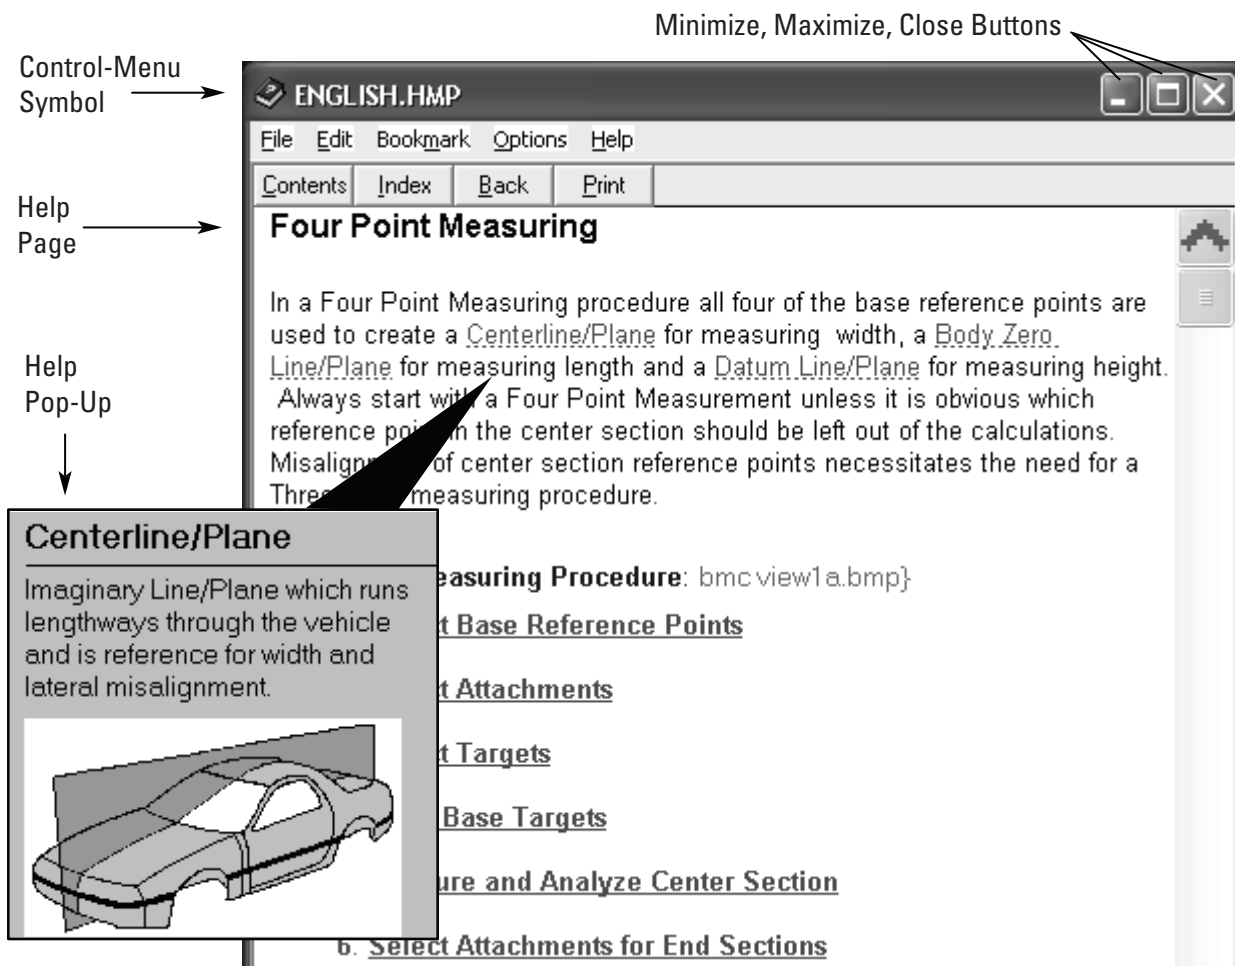 Minimize, Maximize, Close Buttons
Control-Menu
Symbol
ENGLISH.HMP
File Edit Bookmark Options Help
Contents Index Back Print
Help
Page
Four Point Measuring
In a Four Point Measuring procedure all four of the base reference points are
used to create a Centerline/Plane for measuring width, a Body Zero
Line/Plane for measuring length and a Datum Line/Plane for measuring height.
Always start with a Four Point Measurement unless it is obvious which
reference in the center section should be left out of the calculations.
of center section reference points necessitates the need for a
measuring procedure.
Help
Pop-Up
Centerline/Plane
Imaginary Line/Plane which runs
lengthways through the vehicle
and is reference for width and
lateral misalignment.
easuring Procedure: bmc view1a.bmp}
t Base Reference Points
t Attachments
t Targets
Base Targets
ure and Analyze Center Section
6. Select Attachments for End Sections